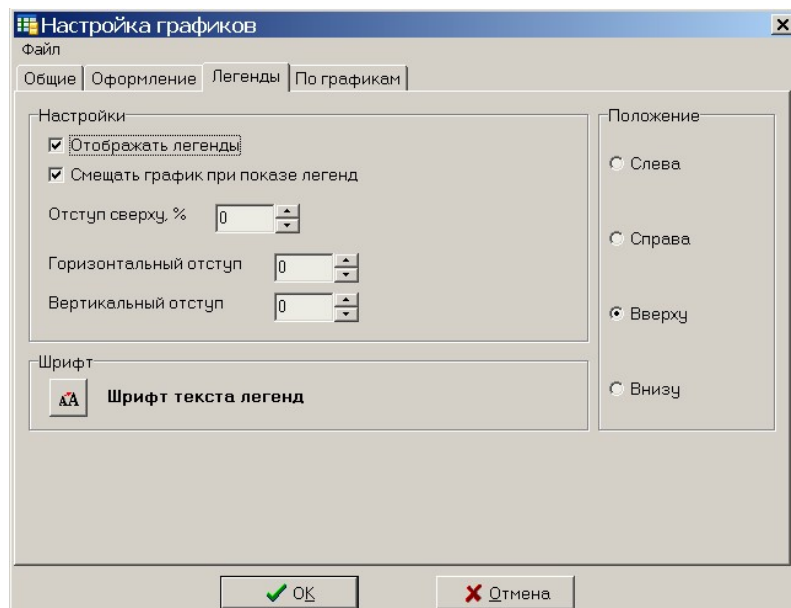 Настройка графиков
Файл
Общие Оформление Легенды По графикам
Настройки
Отображать легенды
Смещать график при показе легенд
Отступ сверху, % 0
Горизонтальный отступ 0
Вертикальный отступ 0
Шрифт
AA Шрифт текста легенд
Положение
Слева
Справа
Вверху
Внизу
OK Отмена